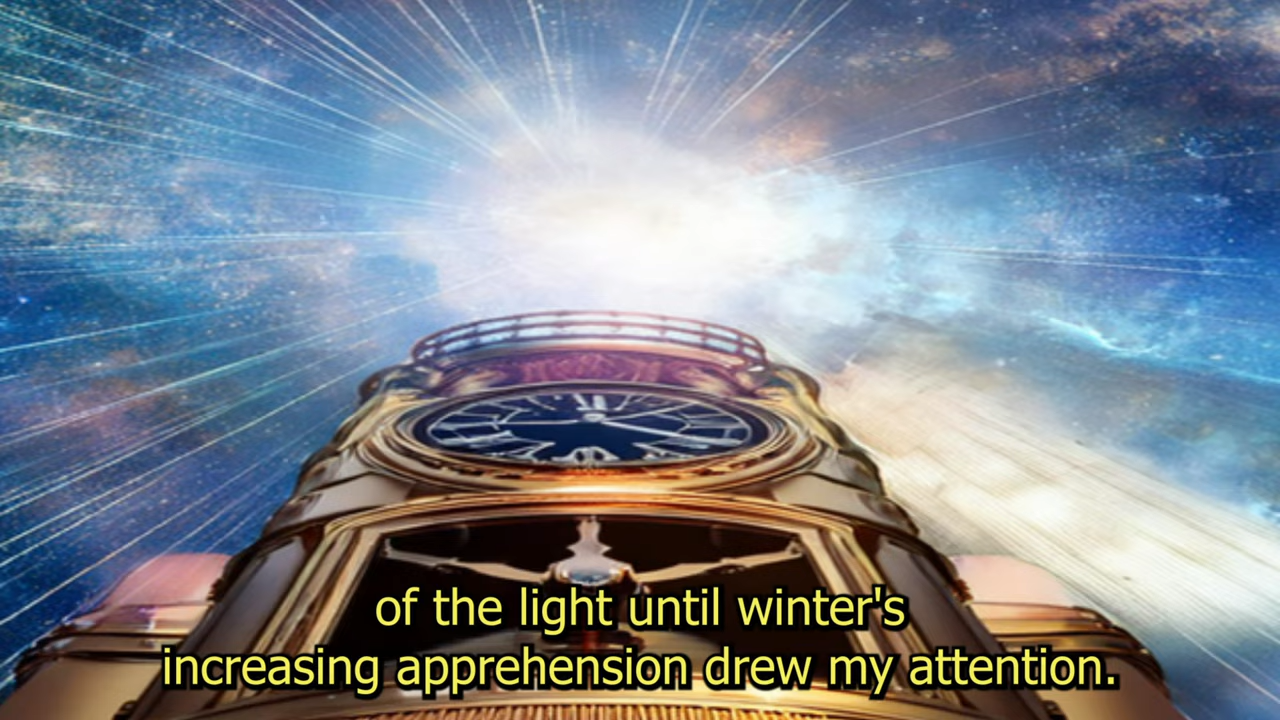 of the light until winter's
increasing apprehension drew my attention.